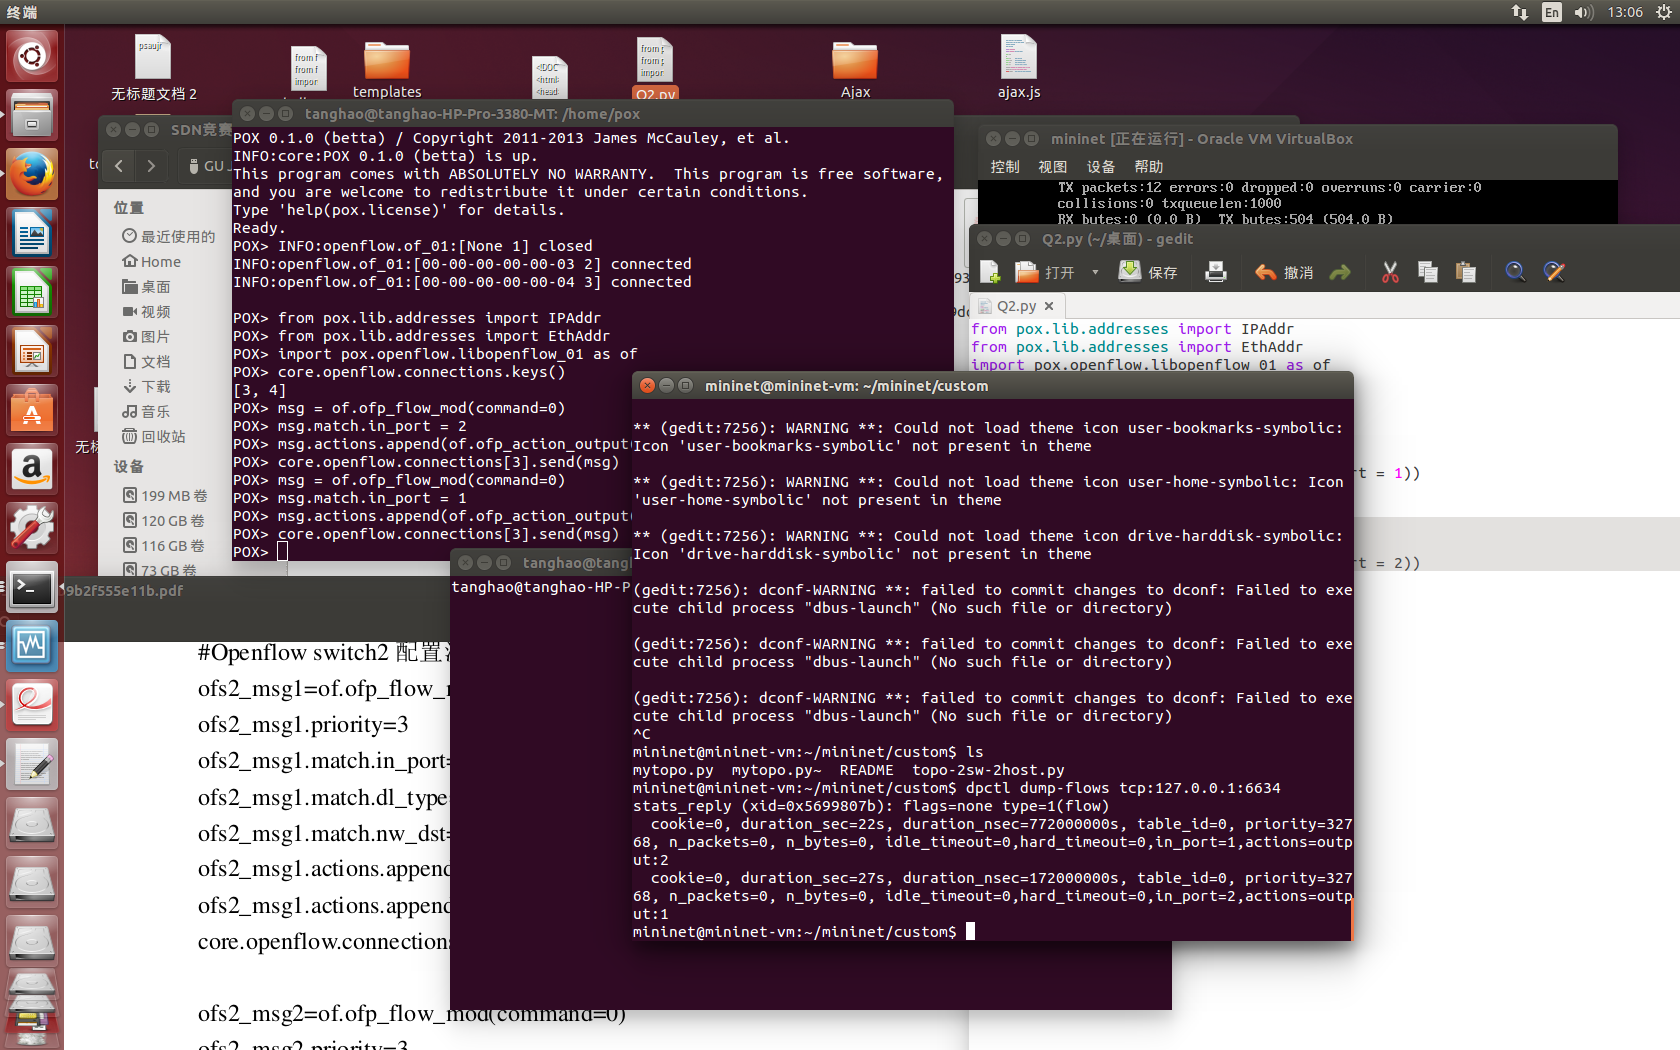 终端
En
13:06
psaujr
无标题文档 2
from f
from f
impor
templates
<!DOC
<html>
<head
from p
from p
impor
Q2.py
Ajax
ajax.js
SDN竞赛
GU
位置
最近使用的
Home
桌面
视频
图片
文档
下载
音乐
回收站
设备
199 MB 卷
120 GB 卷
116 GB 卷
73 GB 卷
tanghao@tanghao-HP-Pro-3380-MT: /home/pox
POX 0.1.0 (betta) / Copyright 2011-2013 James McCauley, et al.
INFO:core:POX 0.1.0 (betta) is up.
This program comes with ABSOLUTELY NO WARRANTY.  This program is free software,
and you are welcome to redistribute it under certain conditions.
Type 'help(pox.license)' for details.
Ready.
POX> INFO:openflow.of_01:[None 1] closed
INFO:openflow.of_01:[00-00-00-00-00-03 2] connected
INFO:openflow.of_01:[00-00-00-00-00-04 3] connected
POX> from pox.lib.addresses import IPAddr
POX> from pox.lib.addresses import EthAddr
POX> import pox.openflow.libopenflow_01 as of
POX> core.openflow.connections.keys()
[3, 4]
POX> msg = of.ofp_flow_mod(command=0)
POX> msg.match.in_port = 2
POX> msg.actions.append(of.ofp_action_output(
POX> core.openflow.connections[3].send(msg)
POX> msg = of.ofp_flow_mod(command=0)
POX> msg.match.in_port = 1
POX> msg.actions.append(of.ofp_action_output(
POX> core.openflow.connections[3].send(msg)
POX>
mininet [正在运行] - Oracle VM VirtualBox
控制 视图 设备 帮助
TX packets:12 errors:0 dropped:0 overruns:0 carrier:0
collisions:0 txqueuelen:1000
RX bytes:0 (0.0 B)  TX bytes:504 (504.0 B)
Q2.py (~/桌面) - gedit
打开 保存 撤消
Q2.py
from pox.lib.addresses import IPAddr
from pox.lib.addresses import EthAddr
import pox.openflow.libopenflow_01 as of
rt = 1))
rt = 2))
mininet@mininet-vm: ~/mininet/custom
** (gedit:7256): WARNING **: Could not load theme icon user-bookmarks-symbolic:
Icon 'user-bookmarks-symbolic' not present in theme
** (gedit:7256): WARNING **: Could not load theme icon user-home-symbolic: Icon
'user-home-symbolic' not present in theme
** (gedit:7256): WARNING **: Could not load theme icon drive-harddisk-symbolic:
Icon 'drive-harddisk-symbolic' not present in theme
(gedit:7256): dconf-WARNING **: failed to commit changes to dconf: Failed to exe
cute child process "dbus-launch" (No such file or directory)
(gedit:7256): dconf-WARNING **: failed to commit changes to dconf: Failed to exe
cute child process "dbus-launch" (No such file or directory)
(gedit:7256): dconf-WARNING **: failed to commit changes to dconf: Failed to exe
cute child process "dbus-launch" (No such file or directory)
^C
mininet@mininet-vm:~/mininet/custom$ ls
mytopo.py  mytopo.py~  README  topo-2sw-2host.py
mininet@mininet-vm:~/mininet/custom$ dpctl dump-flows tcp:127.0.0.1:6634
stats_reply (xid=0x5699807b): flags=none type=1(flow)
cookie=0, duration_sec=22s, duration_nsec=772000000s, table_id=0, priority=327
68, n_packets=0, n_bytes=0, idle_timeout=0,hard_timeout=0,in_port=1,actions=outp
ut:2
cookie=0, duration_sec=27s, duration_nsec=172000000s, table_id=0, priority=327
68, n_packets=0, n_bytes=0, idle_timeout=0,hard_timeout=0,in_port=2,actions=outp
ut:1
mininet@mininet-vm:~/mininet/custom$
tanghao@tang
tanghao@tanghao-HP-P
9b2f555e11b.pdf
#Openflow switch2 配置
ofs2_msg1=of.ofp_flow_
ofs2_msg1.priority=3
ofs2_msg1.match.in_port=
ofs2_msg1.match.dl_type
ofs2_msg1.match.nw_dst=
ofs2_msg1.actions.append
ofs2_msg1.actions.append
core.openflow.connection
ofs2_msg2=of.ofp_flow_mod(command=0)
ofs2_msg2.priority=3